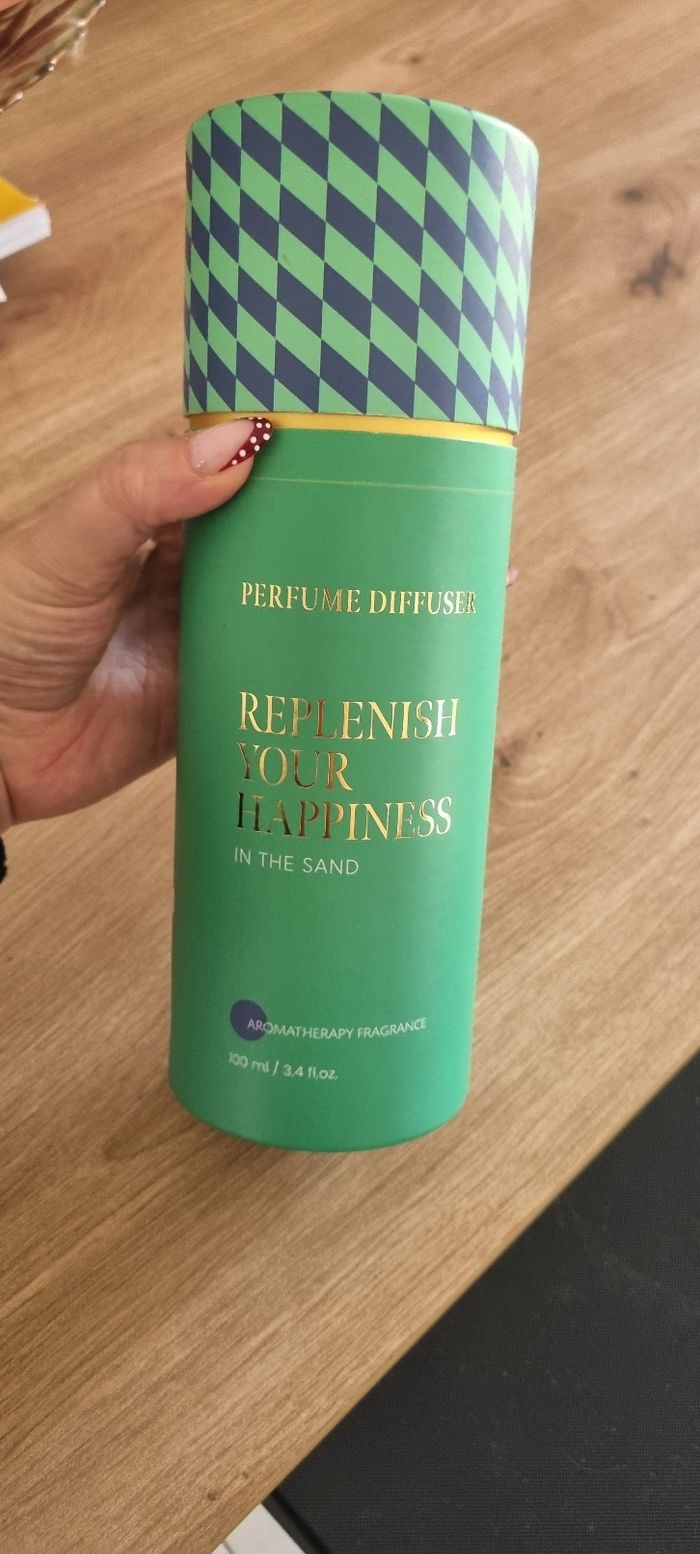 PERFUME DIFFUSER
REPLENISH
YOUR
HAPPINESS
IN THE SAND
AROMATHERAPY FRAGRANCE
100 ml / 3.4 fl.oz.